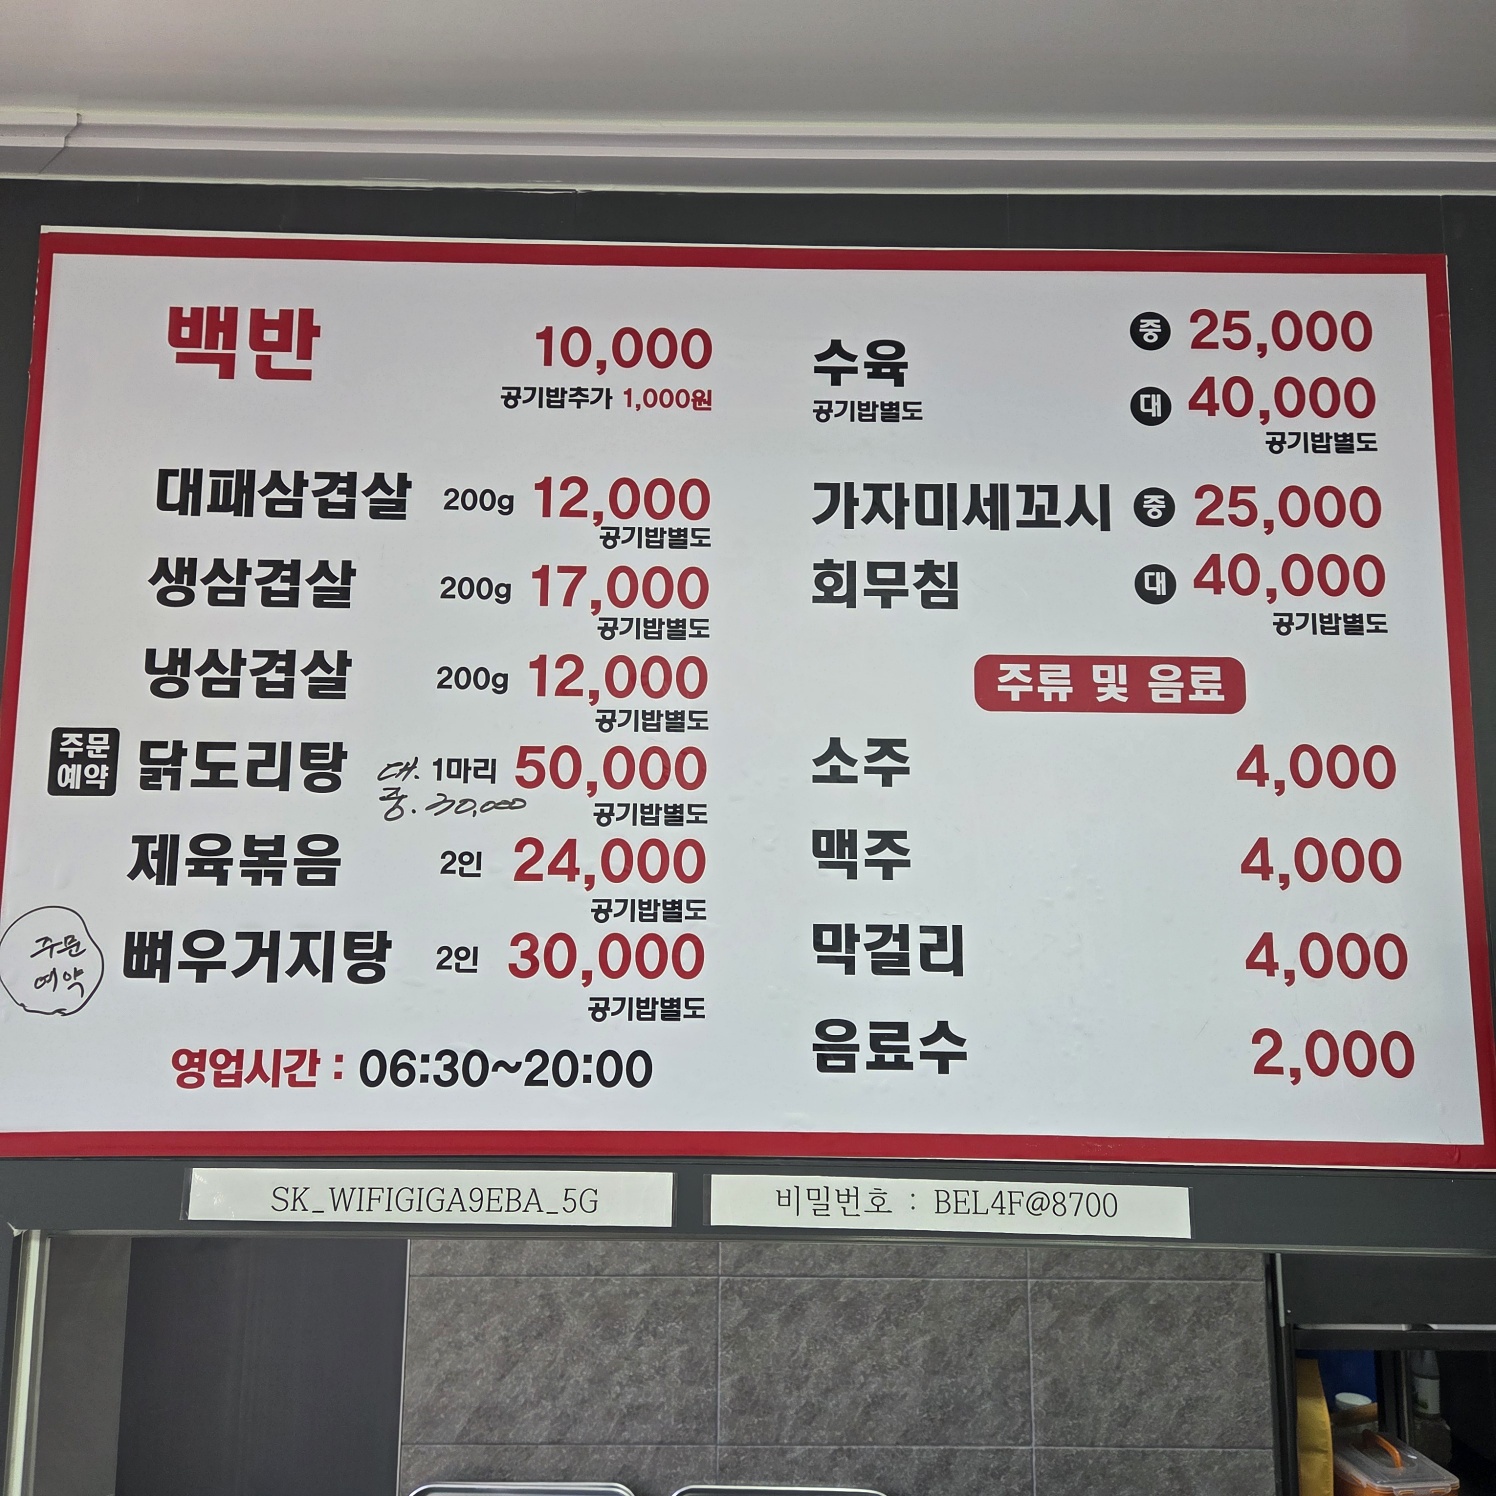 백반 10,000
공기밥추가 1,000원
대패삼겹살 200g 12,000
공기밥별도
생삼겹살 200g 17,000
공기밥별도
냉삼겹살 200g 12,000
공기밥별도
주문
예약
닭도리탕 대. 1마리 50,000
중. 30,000
공기밥별도
제육볶음 2인 24,000
공기밥별도
주문
예약
뼈우거지탕 2인 30,000
공기밥별도
영업시간 : 06:30~20:00
수육 중 25,000
공기밥별도 대 40,000
공기밥별도
가자미세꼬시 중 25,000
회무침 대 40,000
공기밥별도
주류 및 음료
소주 4,000
맥주 4,000
막걸리 4,000
음료수 2,000
SK_WIFIGIGA9EBA_5G
비밀번호 : BEL4F@8700